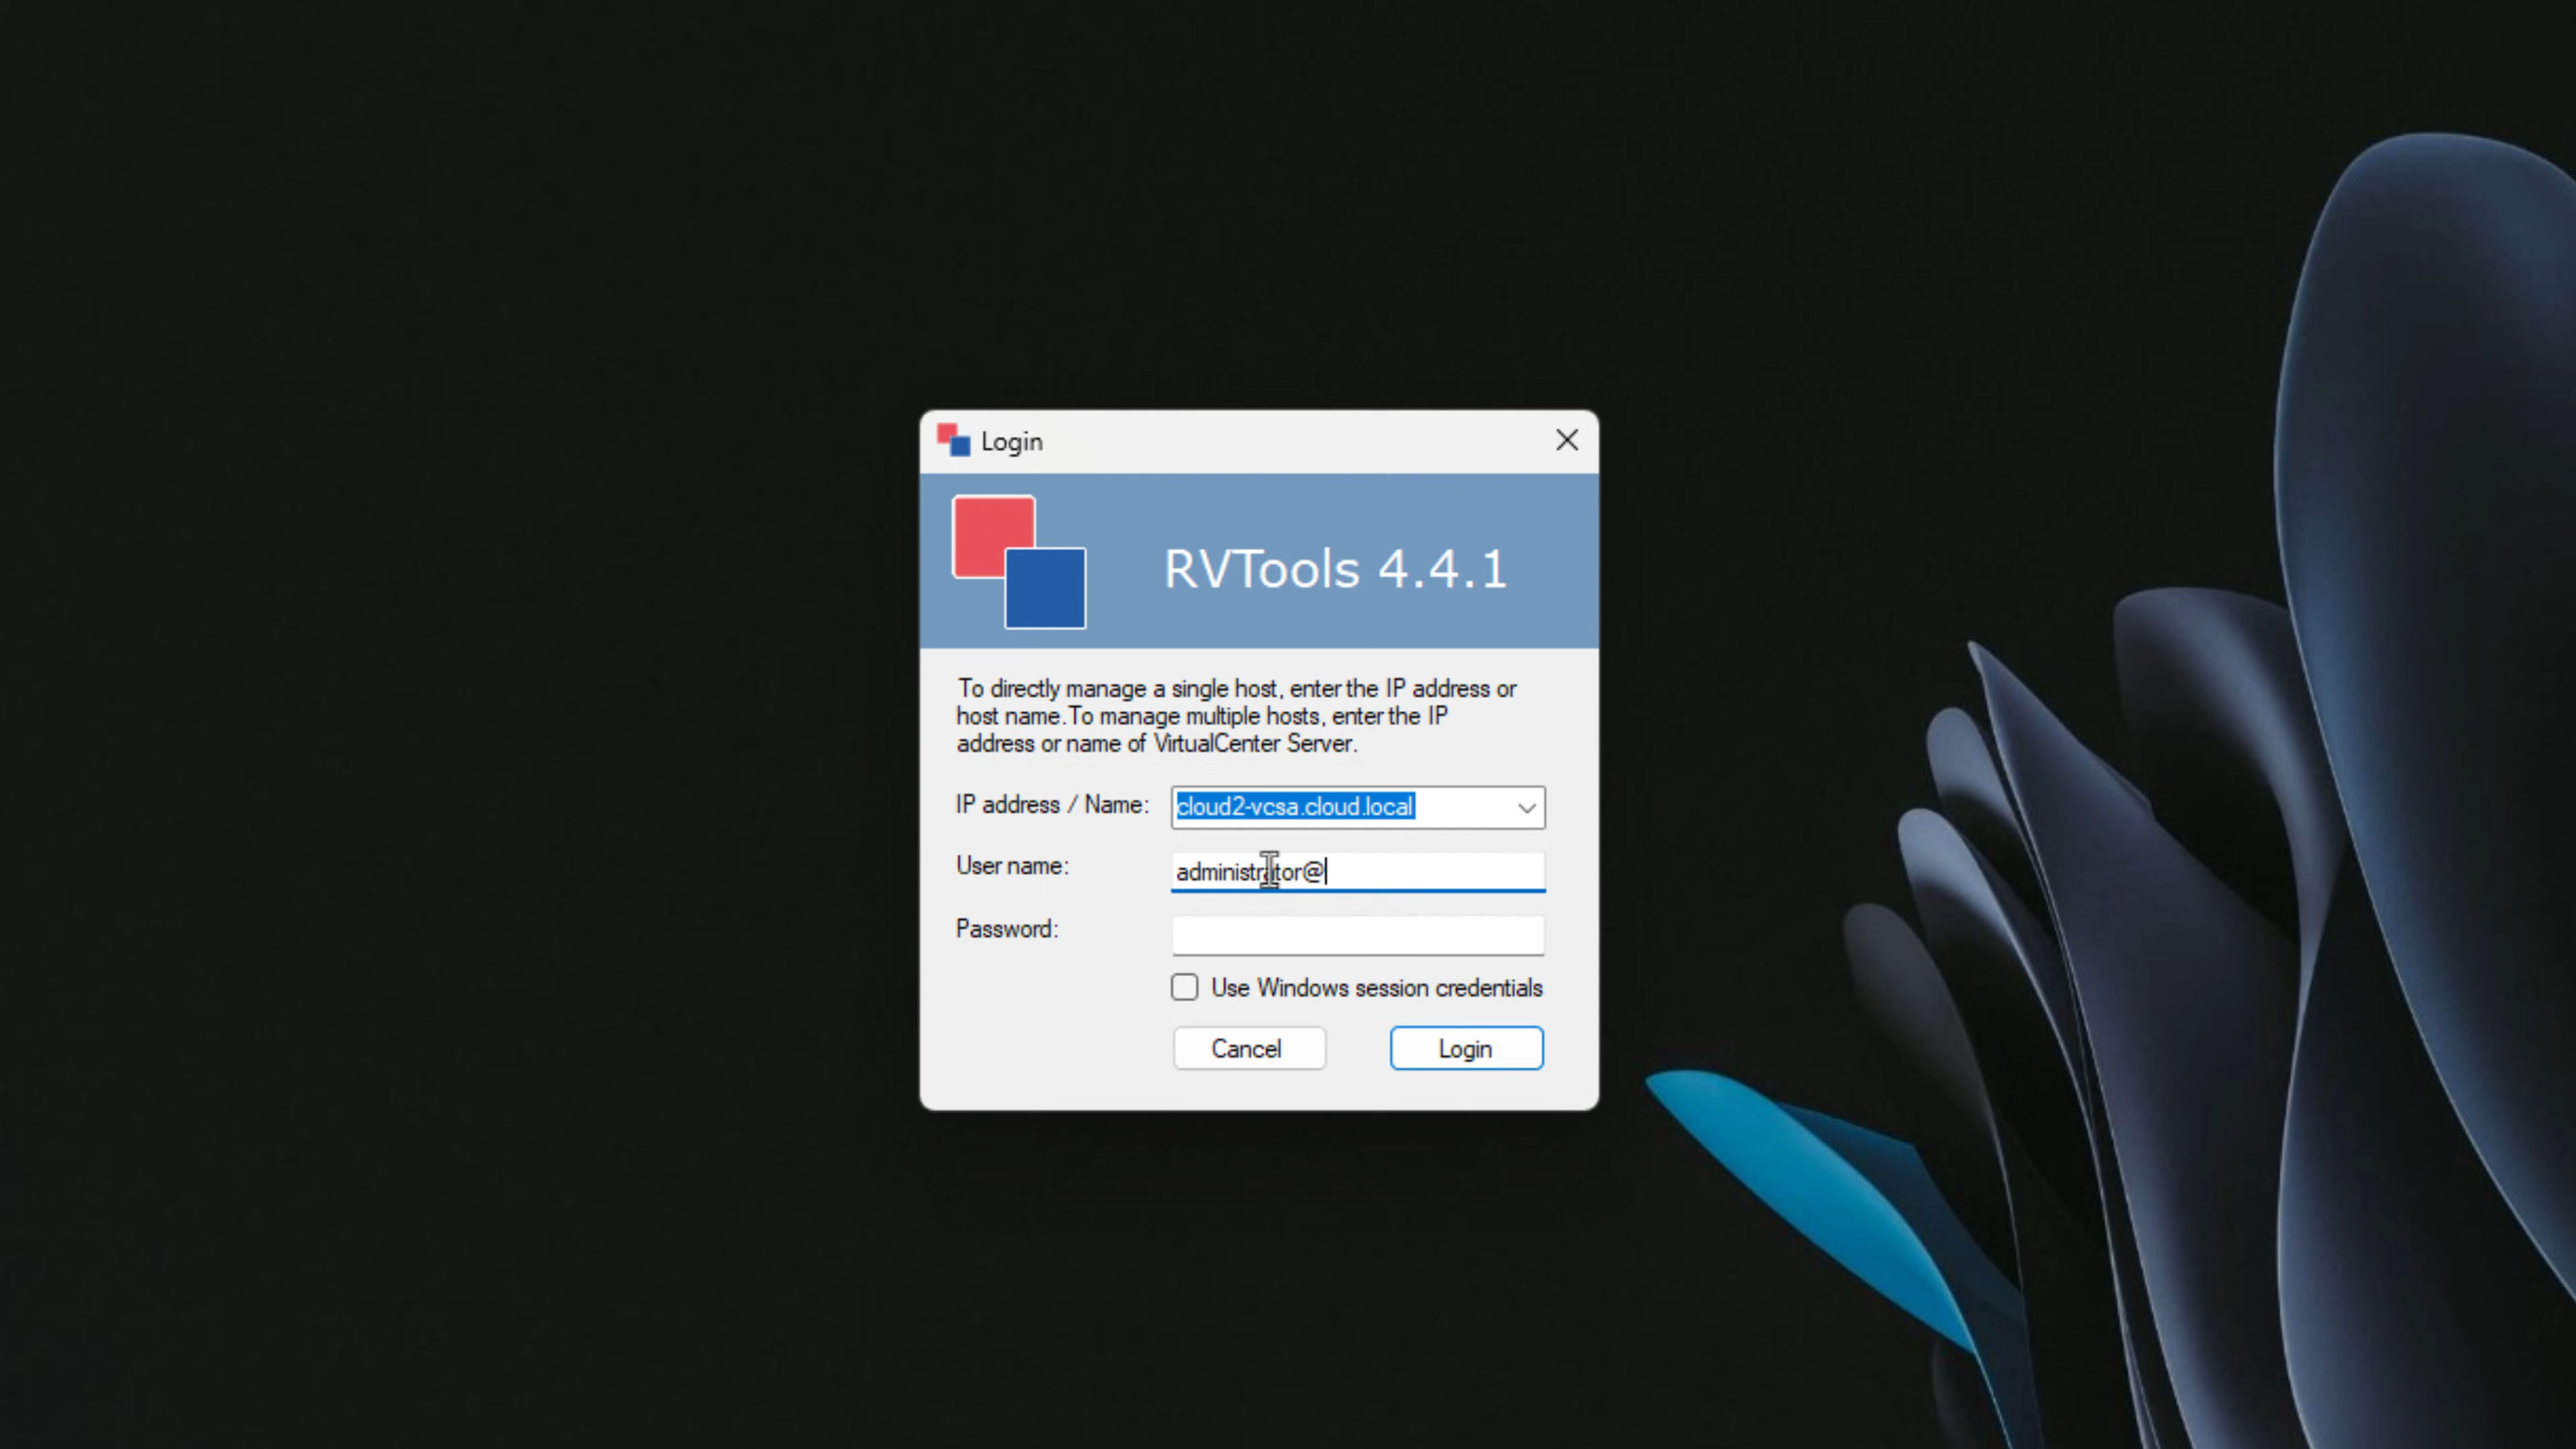 Login
RVTools 4.4.1
To directly manage a single host, enter the IP address or
host name.To manage multiple hosts, enter the IP
address or name of VirtualCenter Server.
IP address / Name: cloud2-vcsa.cloud.local
User name: administrator@
Password:
Use Windows session credentials
Cancel Login